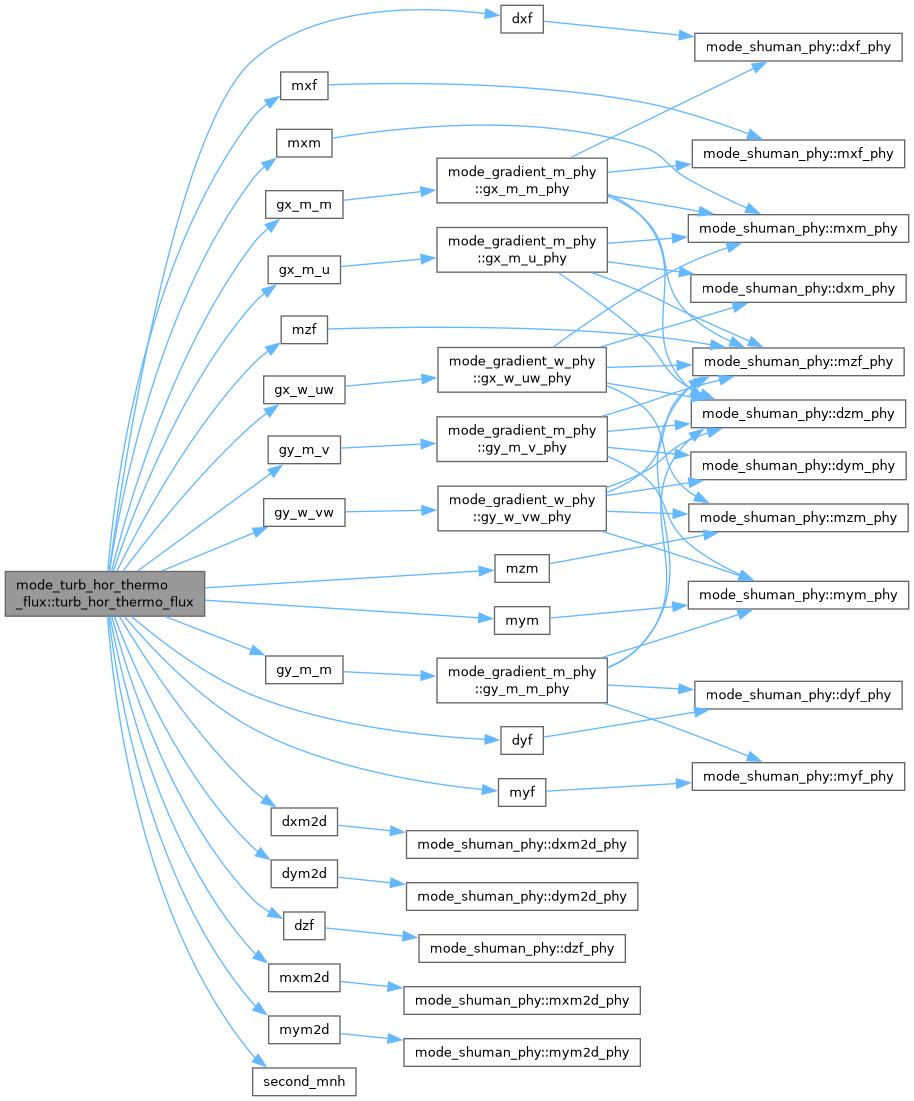 dxf
mode_shuman_phy::dxf_phy
mxf
mxm
mode_shuman_phy::mxf_phy
mode_gradient_m_phy
::gx_m_m_phy
gx_m_m
mode_shuman_phy::mxm_phy
mode_gradient_m_phy
::gx_m_u_phy
gx_m_u
mode_shuman_phy::dxm_phy
mzf
mode_shuman_phy::mzf_phy
mode_gradient_w_phy
::gx_w_uw_phy
gx_w_uw
mode_shuman_phy::dzm_phy
mode_gradient_m_phy
::gy_m_v_phy
gy_m_v
mode_shuman_phy::dym_phy
mode_gradient_w_phy
::gy_w_vw_phy
gy_w_vw
mode_shuman_phy::mzm_phy
mzm
mode_turb_hor_thermo
_flux::turb_hor_thermo_flux
mode_shuman_phy::mym_phy
mym
gy_m_m
mode_gradient_m_phy
::gy_m_m_phy
mode_shuman_phy::dyf_phy
dyf
mode_shuman_phy::myf_phy
myf
dxm2d
mode_shuman_phy::dxm2d_phy
dym2d
mode_shuman_phy::dym2d_phy
dzf
mode_shuman_phy::dzf_phy
mxm2d
mode_shuman_phy::mxm2d_phy
mym2d
mode_shuman_phy::mym2d_phy
second_mnh